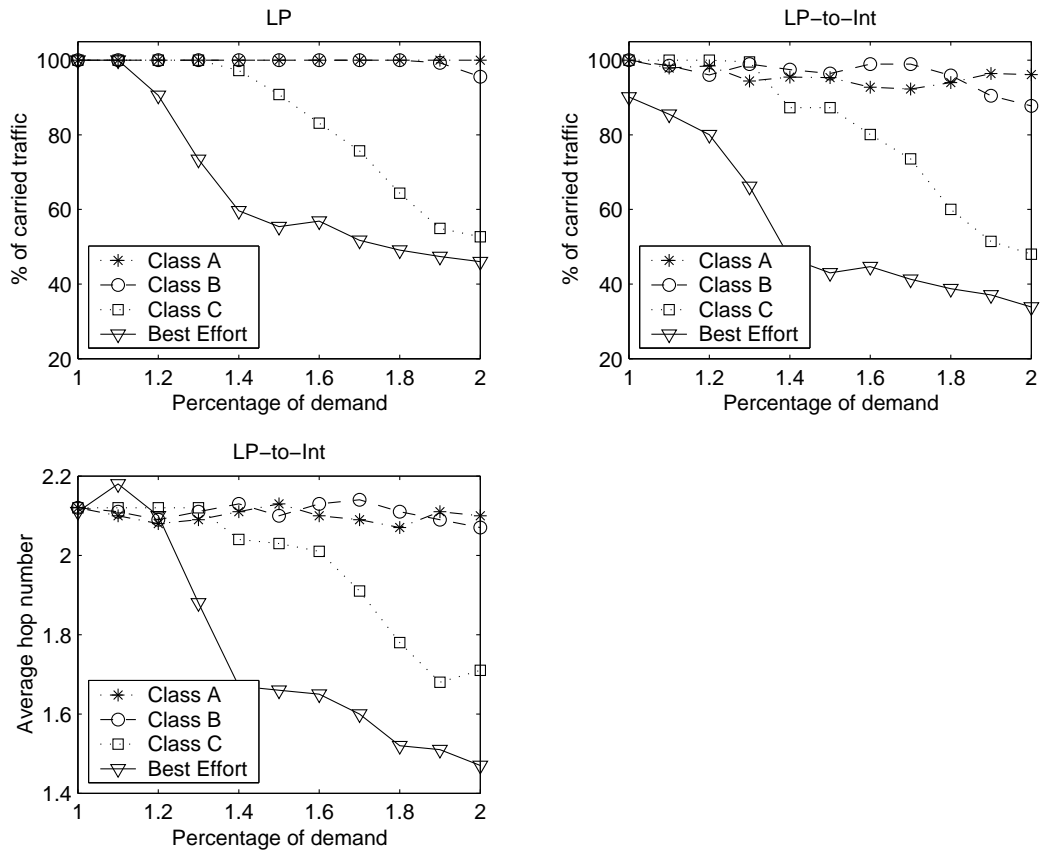 LP
% of carried traffic
100
80
60
40
20
Class A
Class B
Class C
Best Effort
1
1.2
1.4
1.6
1.8
2
Percentage of demand
LP−to−Int
% of carried traffic
100
80
60
40
20
Class A
Class B
Class C
Best Effort
1
1.2
1.4
1.6
1.8
2
Percentage of demand
LP−to−Int
Average hop number
2.2
2
1.8
1.6
1.4
Class A
Class B
Class C
Best Effort
1
1.2
1.4
1.6
1.8
2
Percentage of demand